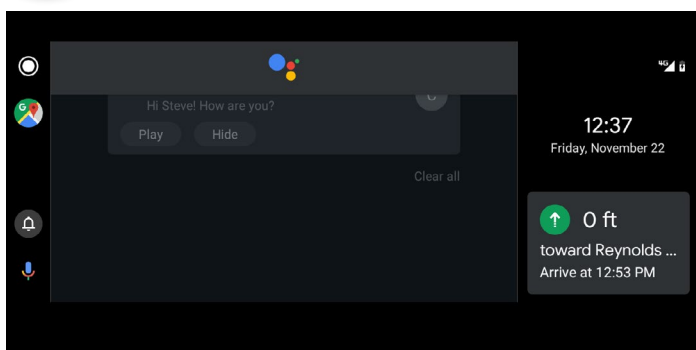 4G
12:37
Friday, November 22
Hi Steve! How are you?
Play
Hide
Clear all
0 ft
toward Reynolds ...
Arrive at 12:53 PM